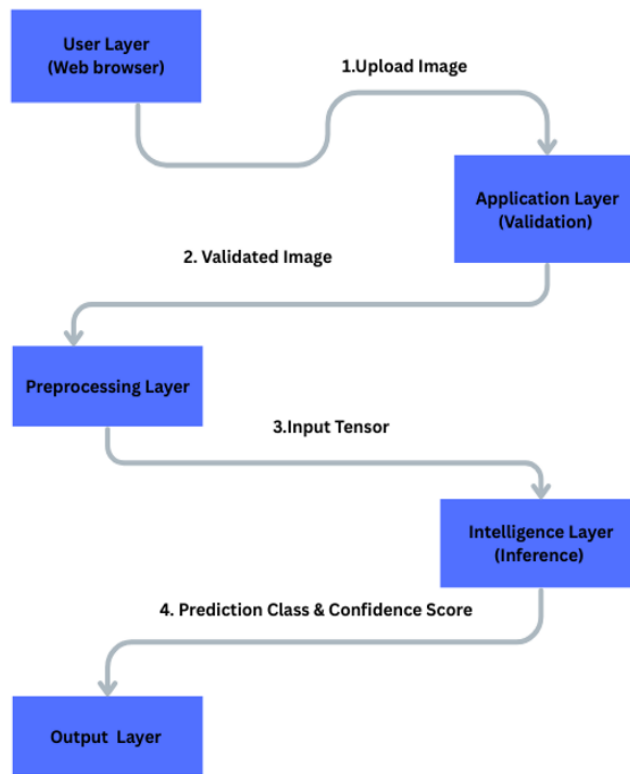 User Layer
(Web browser)
1.Upload Image
Application Layer
(Validation)
2. Validated Image
Preprocessing Layer
3.Input Tensor
Intelligence Layer
(Inference)
4. Prediction Class & Confidence Score
Output Layer